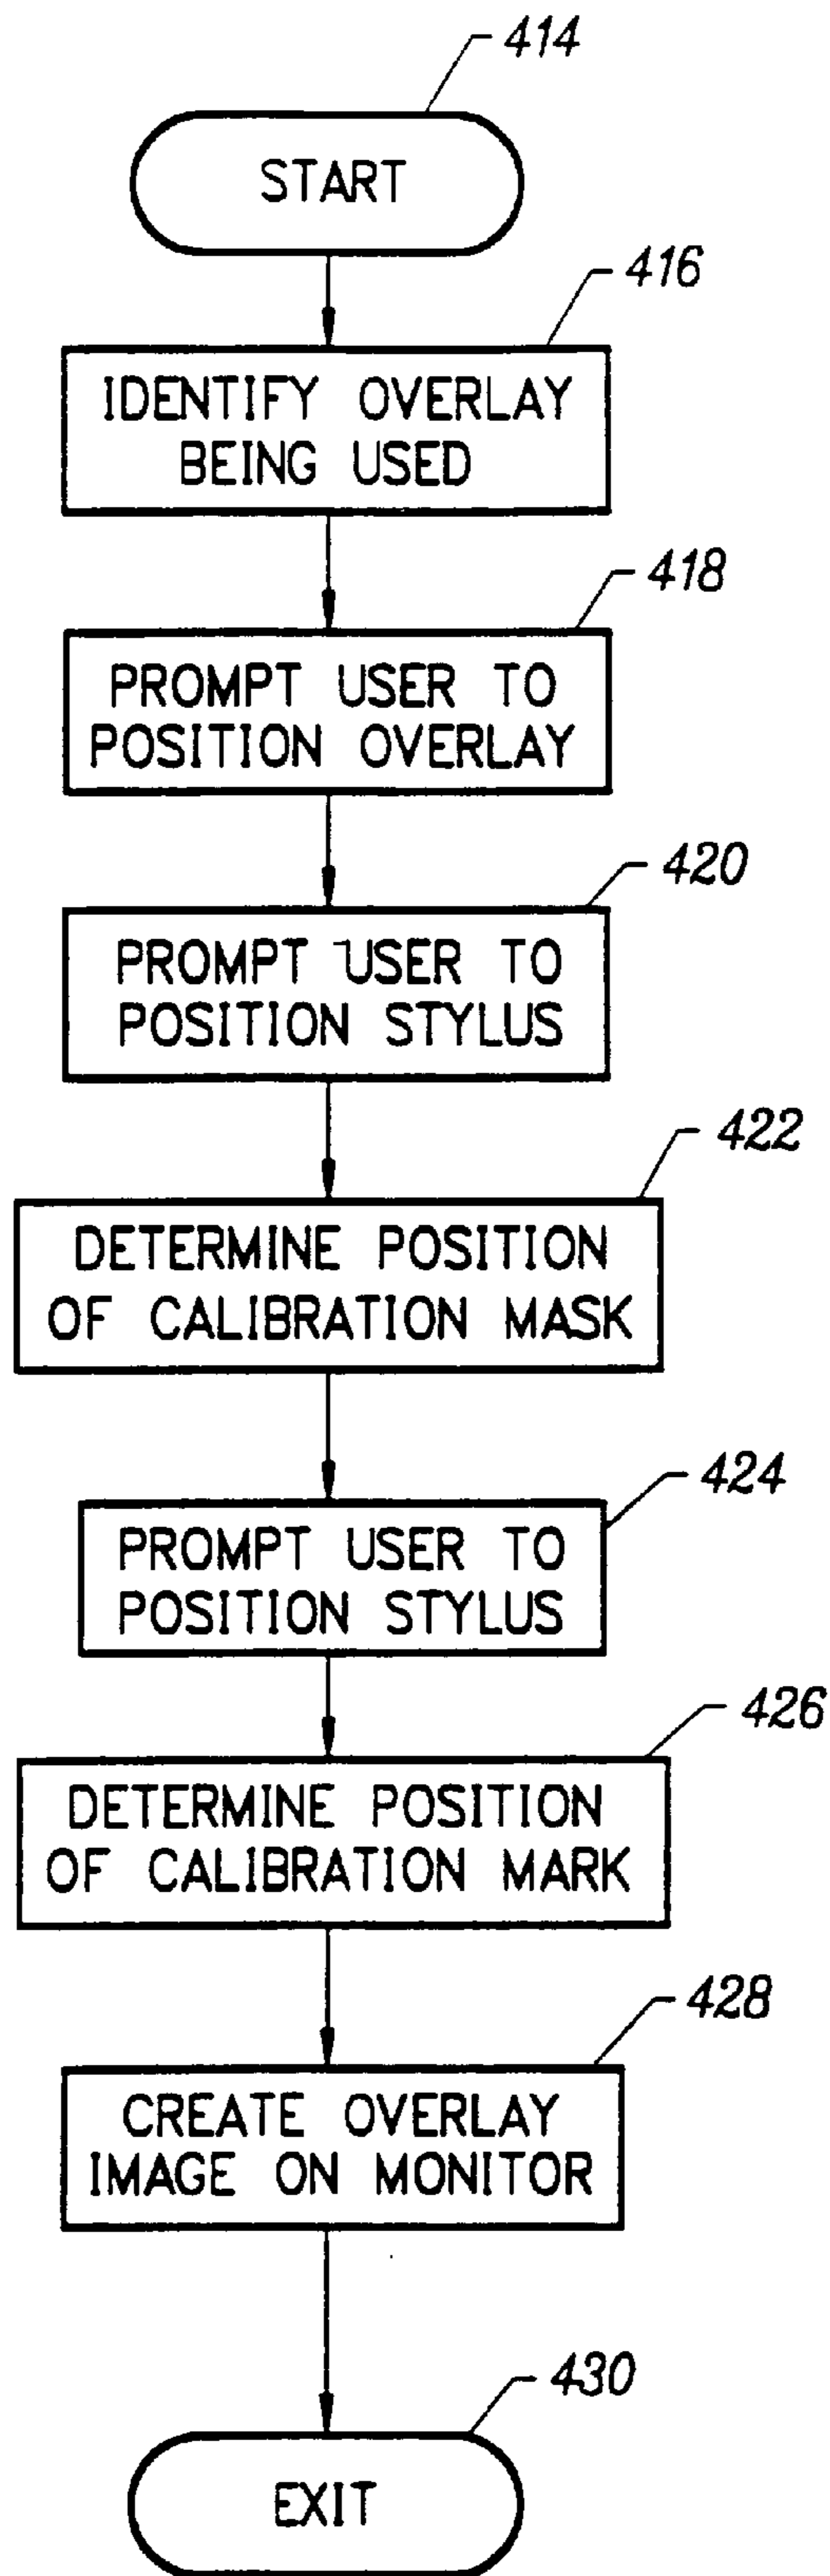 414
START
416
IDENTIFY OVERLAY
BEING USED
418
PROMPT USER TO
POSITION OVERLAY
420
PROMPT USER TO
POSITION STYLUS
422
DETERMINE POSITION
OF CALIBRATION MASK
424
PROMPT USER TO
POSITION STYLUS
426
DETERMINE POSITION
OF CALIBRATION MARK
428
CREATE OVERLAY
IMAGE ON MONITOR
430
EXIT